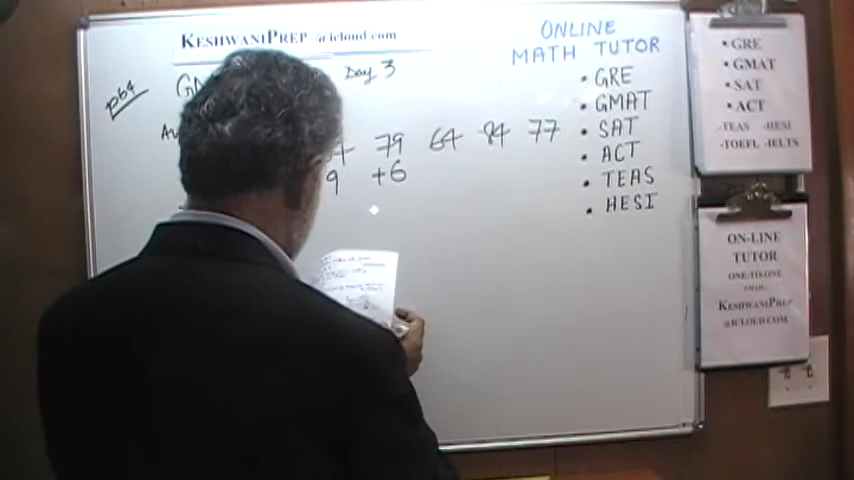 KESHWANIPREP @icloud.com
Day 3
p64
79 64 84 77
9 +6
ONLINE
MATH TUTOR
• GRE
• GMAT
• SAT
• ACT
• TEAS
• HESI
• GRE
• GMAT
• SAT
• ACT
-TEAS -HESI
-TOEFL -IELTS
ON-LINE
TUTOR
ONE-TO-ONE
KESHWANIPREP
@ICLOUD.COM